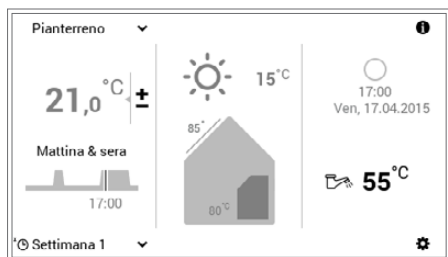 Pianterreno
21,0 °C ±
Mattina & sera
17:00
Settimana 1
15°C
85°
80°C
17:00
Ven, 17.04.2015
55°C